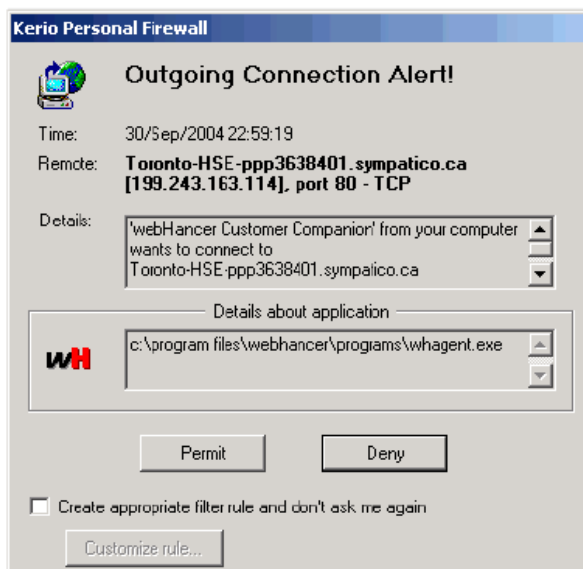 Kerio Personal Firewall
Outgoing Connection Alert!
Time: 30/Sep/2004 22:59:19
Remote: Toronto-HSE-ppp3638401.sympatico.ca
[199.243.163.114], port 80 - TCP
Details: 'webHancer Customer Companion' from your computer
wants to connect to
Toronto-HSE-ppp3638401.sympatico.ca
Details about application
wH c:\program files\webhancer\programs\whagent.exe
Permit Deny
Create appropriate filter rule and don't ask me again
Customize rule...